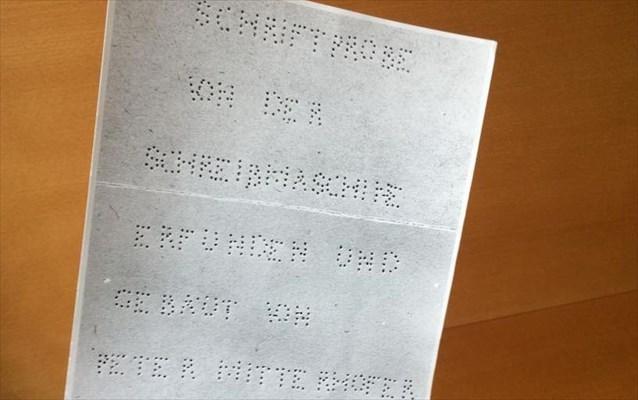 SCHRIFTPROBE
VON DER
SCHREIBMASCHINE
ERFUNDEN UND
GEBAUT VON
PETER MITTERHOFER